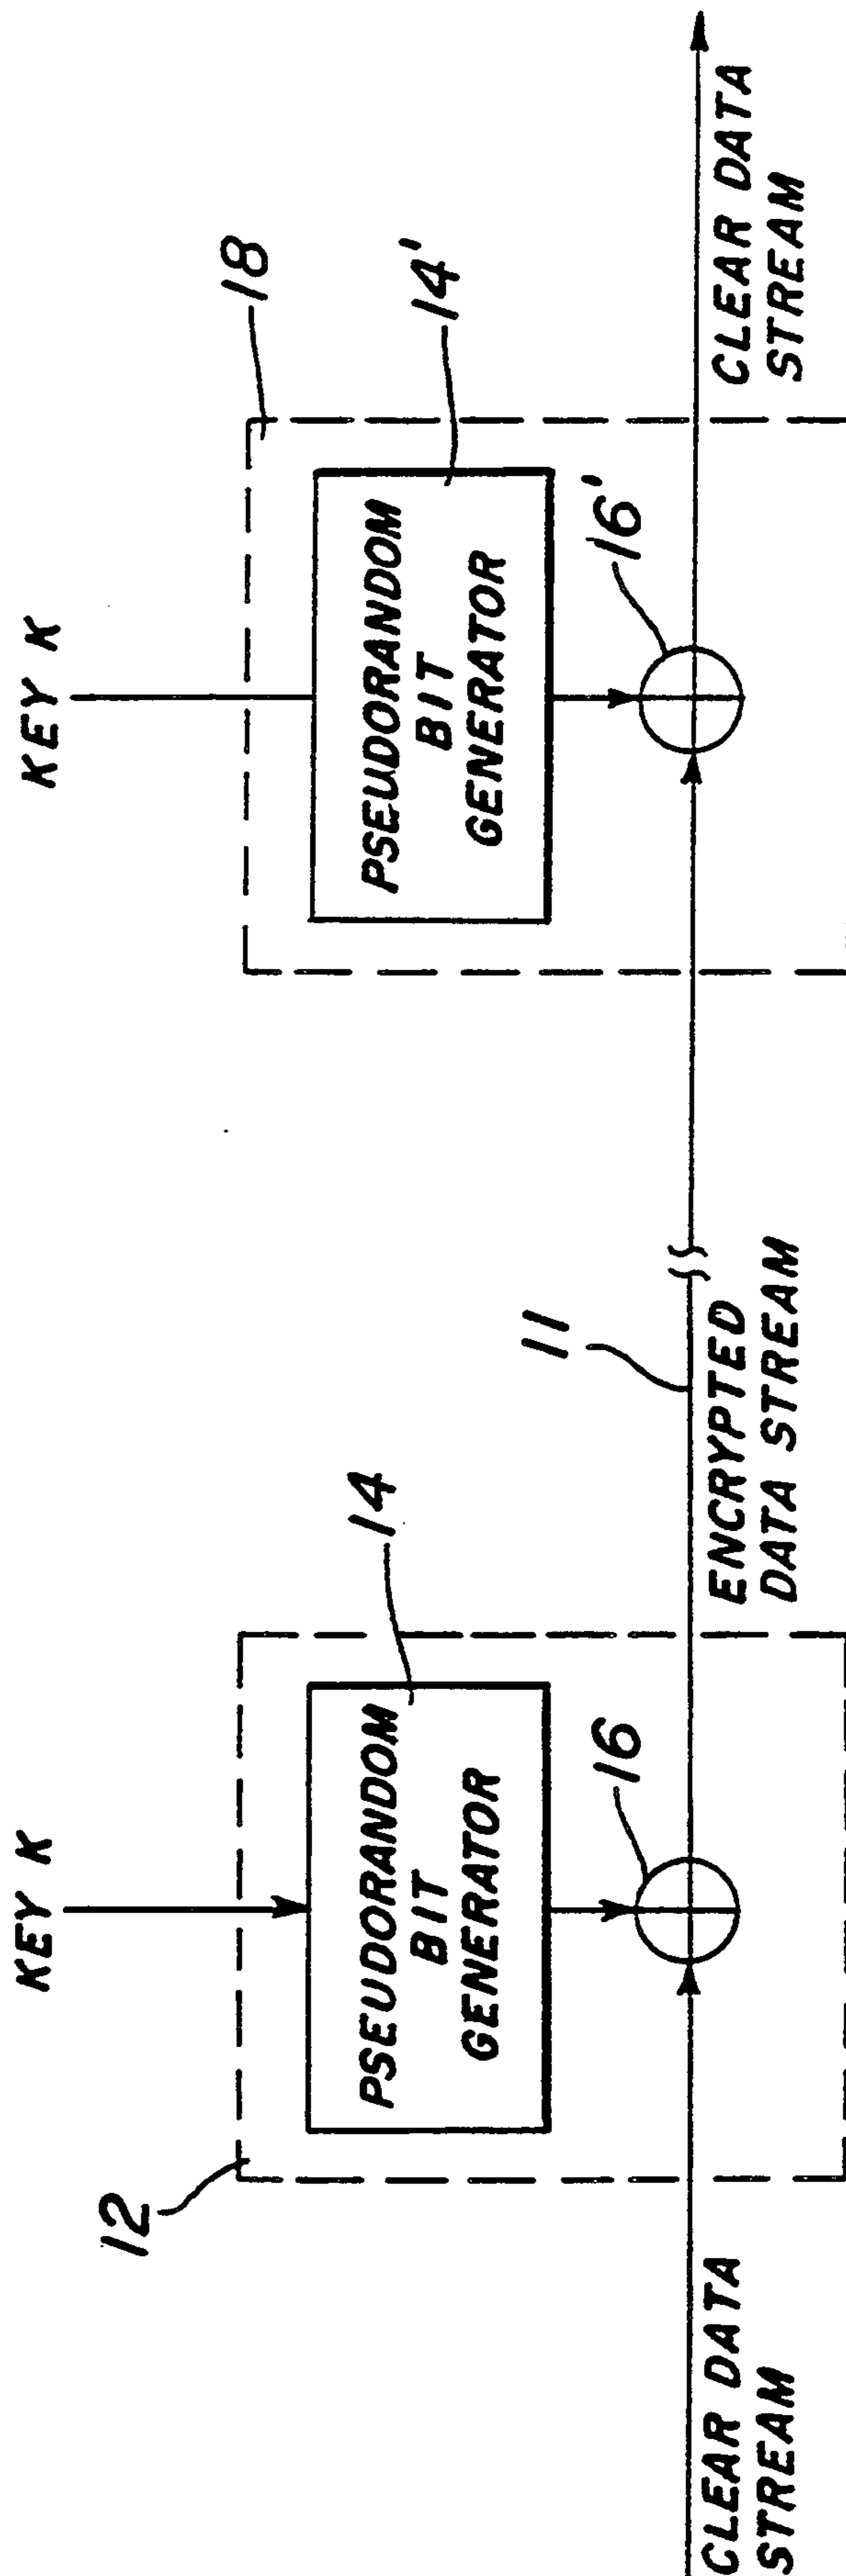 KEY K
KEY K
12
14
18
14'
PSEUDORANDOM
BIT
GENERATOR
PSEUDORANDOM
BIT
GENERATOR
16
16'
11
CLEAR DATA
STREAM
ENCRYPTED
DATA STREAM
CLEAR DATA
STREAM